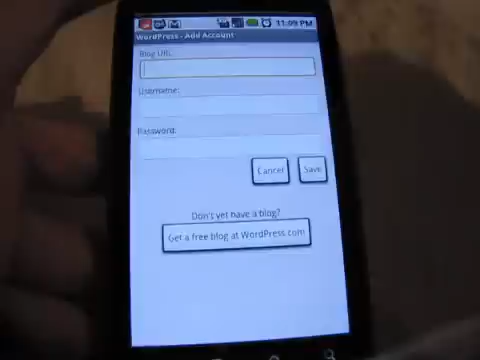 11:09 PM
WordPress - Add Account
Blog URL:
Username:
Password:
Cancel Save
Don't yet have a blog?
Get a free blog at WordPress.com